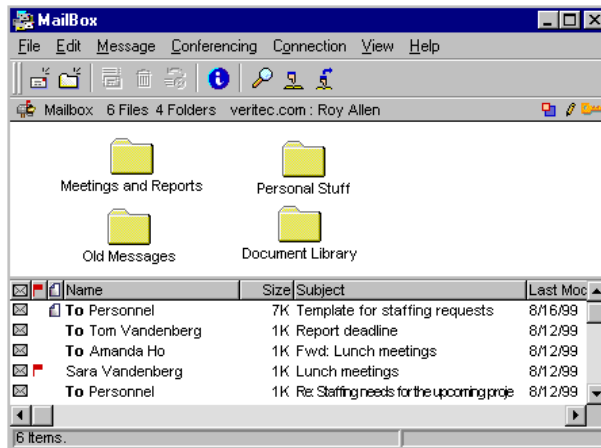 MailBox
File Edit Message Conferencing Connection View Help
Mailbox 6 Files 4 Folders veritec.com : Roy Allen
Meetings and Reports Personal Stuff
Old Messages Document Library
Name Size Subject Last Moc
To Personnel 7K Template for staffing requests 8/16/99
To Tom Vandenberg 1K Report deadline 8/12/99
To Amanda Ho 1K Fwd: Lunch meetings 8/12/99
Sara Vandenberg 1K Lunch meetings 8/12/99
To Personnel 1K Re: Staffing needs for the upcoming proje 8/12/99
6 Items.